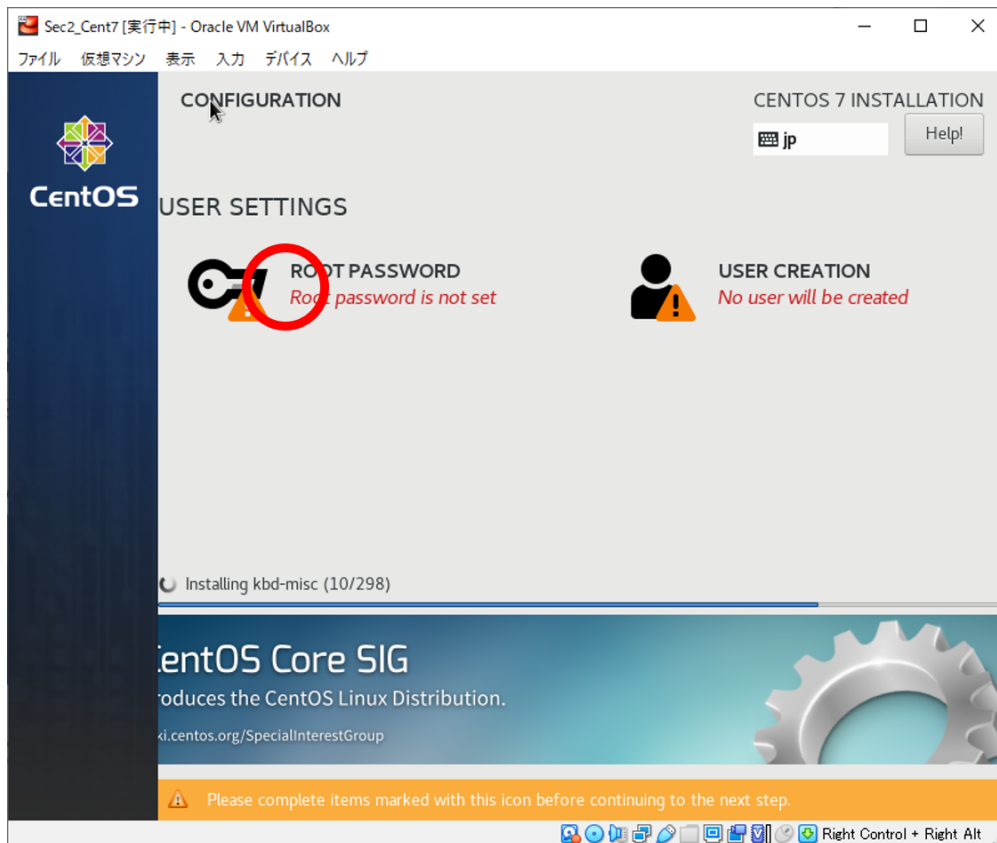 Sec2_Cent7 [実行中] - Oracle VM VirtualBox
ファイル 仮想マシン 表示 入力 デバイス ヘルプ
CONFIGURATION
CENTOS 7 INSTALLATION
jp
Help!
CentOS
USER SETTINGS
ROOT PASSWORD
Root password is not set
USER CREATION
No user will be created
Installing kbd-misc (10/298)
entOS Core SIG
roduces the CentOS Linux Distribution.
ki.centos.org/SpecialInterestGroup
Please complete items marked with this icon before continuing to the next step.
Right Control + Right Alt